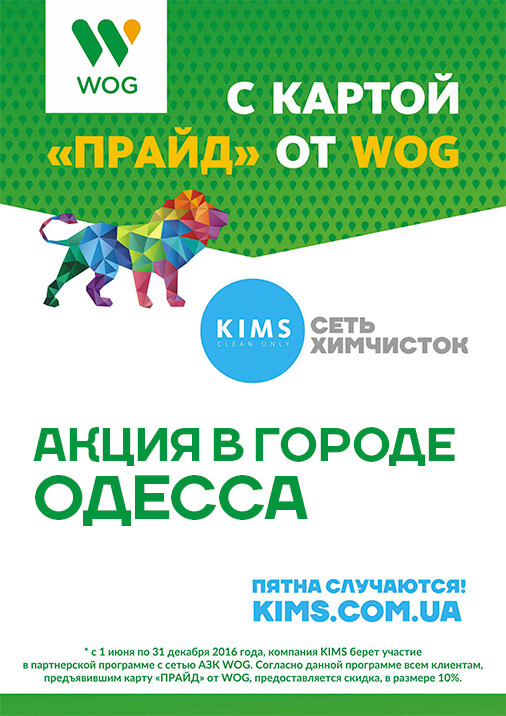 WOG
С КАРТОЙ
«ПРАЙД» ОТ WOG
KIMS
CLEAN ONLY
СЕТЬ
ХИМЧИСТОК
АКЦИЯ В ГОРОДЕ
ОДЕССА
ПЯТНА СЛУЧАЮТСЯ!
KIMS.COM.UA
* с 1 июня по 31 декабря 2016 года, компания KIMS берет участие
в партнерской программе с сетью АЗК WOG. Согласно данной программе всем клиентам,
предъявившим карту «ПРАЙД» от WOG, предоставляется скидка, в размере 10%.